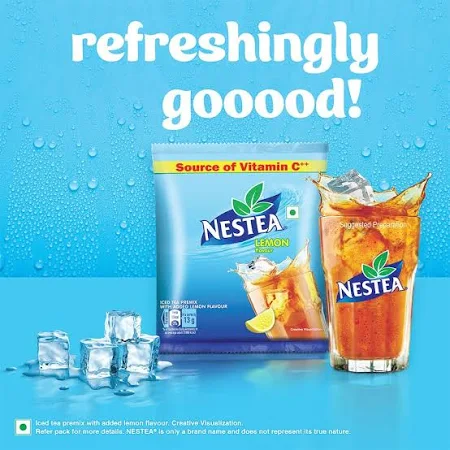 refreshingly
gooood!
Source of Vitamin C**
NESTEA
LEMON
ICED TEA PREMIX
WITH ADDED LEMON FLAVOUR
Suggested Preparation
NESTEA
Iced tea premix with added lemon flavour. Creative Visualization.
Refer pack for more details. NESTEA® is only a brand name and does not represent its true nature.